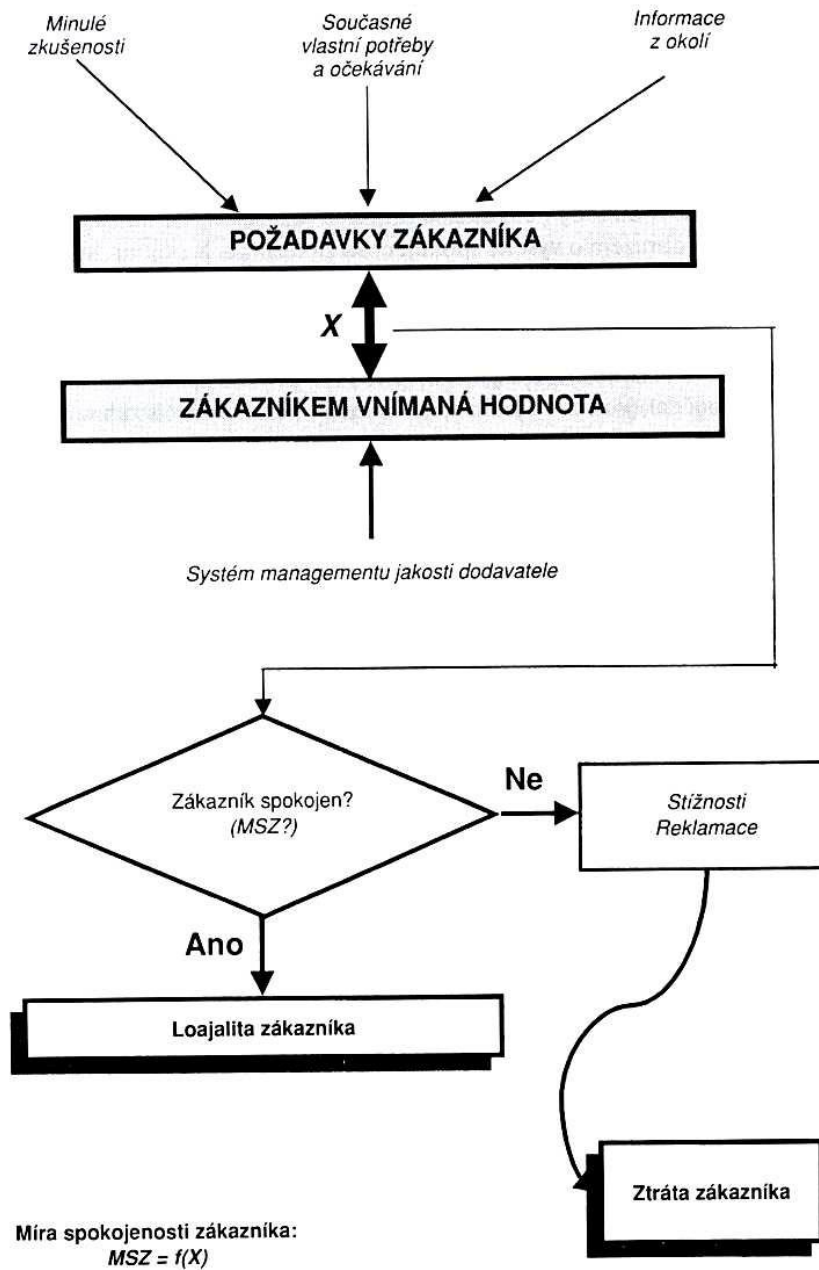 Minulé
zkušenosti
Současné
vlastní potřeby
a očekávání
Informace
z okolí
POŽADAVKY ZÁKAZNÍKA
X
ZÁKAZNÍKEM VNÍMANÁ HODNOTA
Systém managementu jakosti dodavatele
Zákazník spokojen?
(MSZ?)
Ne
Stížnosti
Reklamace
Ano
Loajalita zákazníka
Ztráta zákazníka
Míra spokojenosti zákazníka:
MSZ = f(X)